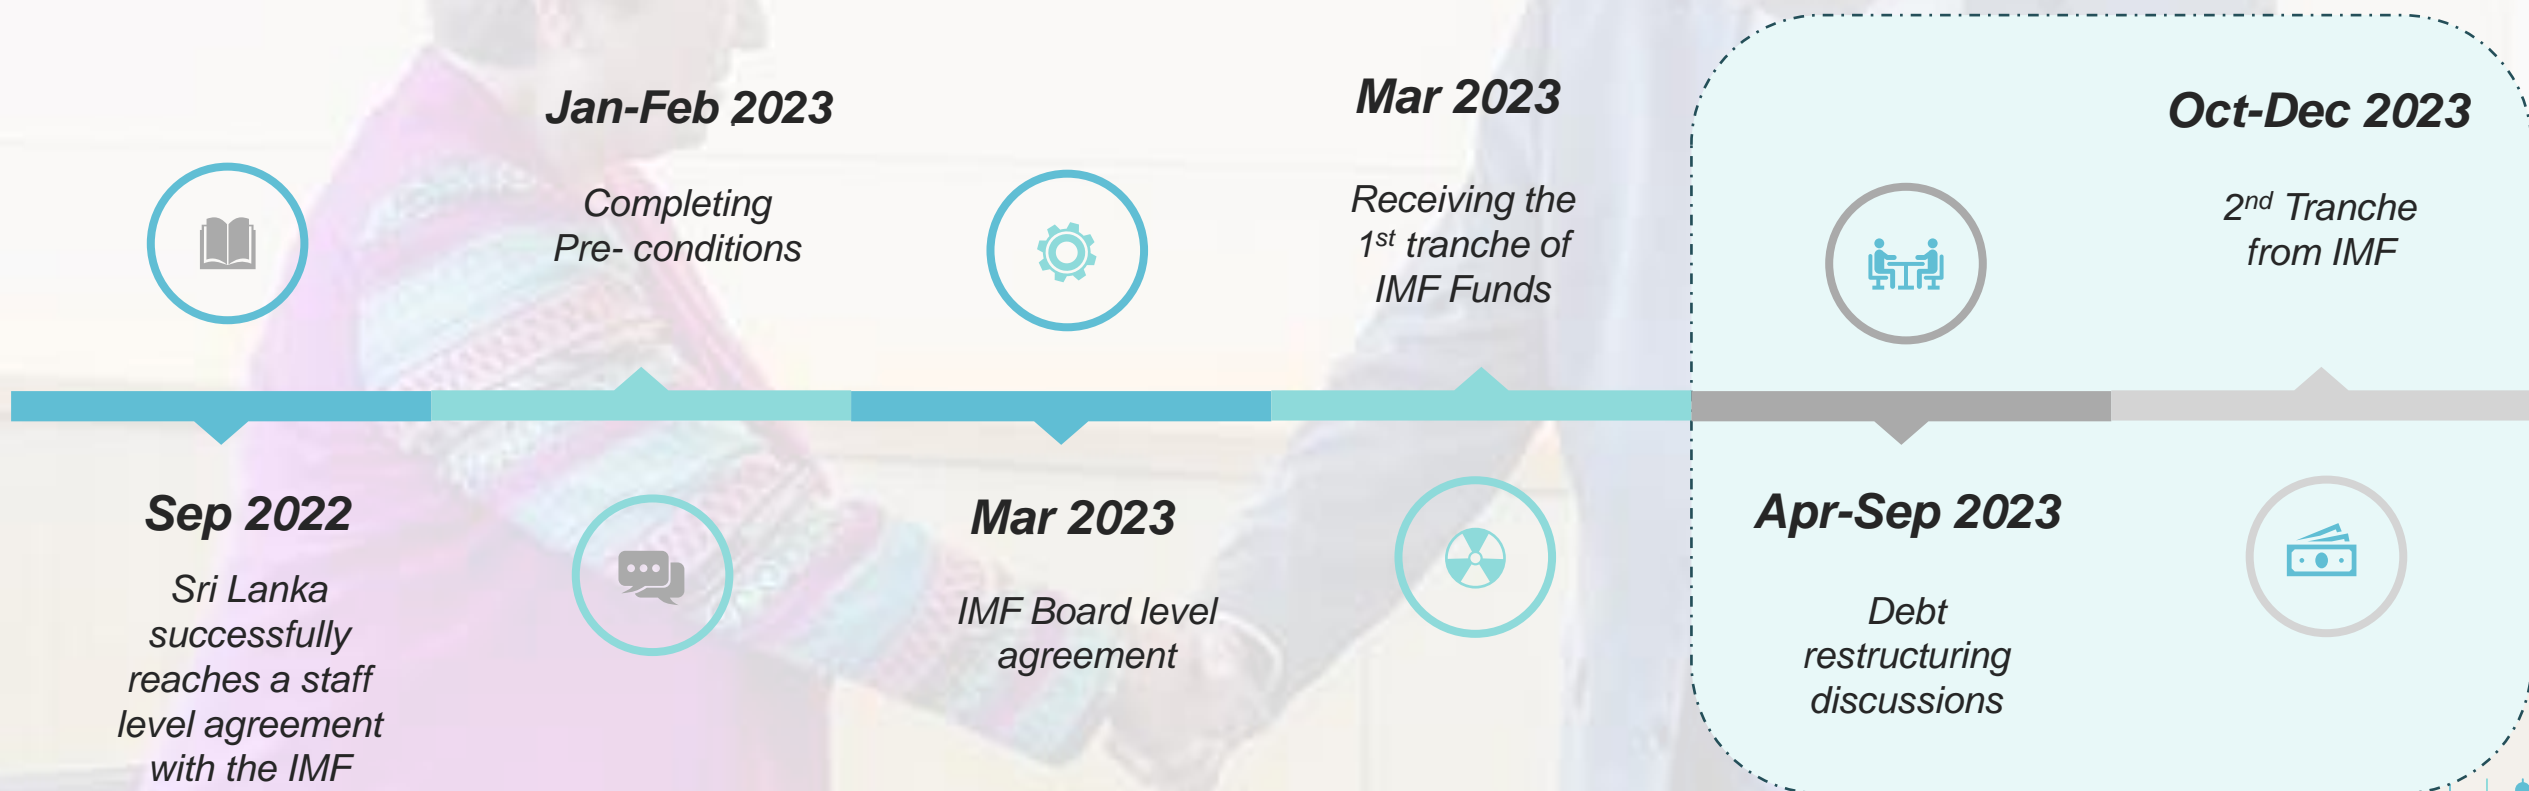 Sep 2022
Sri Lanka
successfully
reaches a staff
level agreement
with the IMF
Jan-Feb 2023
Completing
Pre- conditions
Mar 2023
IMF Board level
agreement
Mar 2023
Receiving the
1st tranche of
IMF Funds
Apr-Sep 2023
Debt
restructuring
discussions
Oct-Dec 2023
2nd Tranche
from IMF